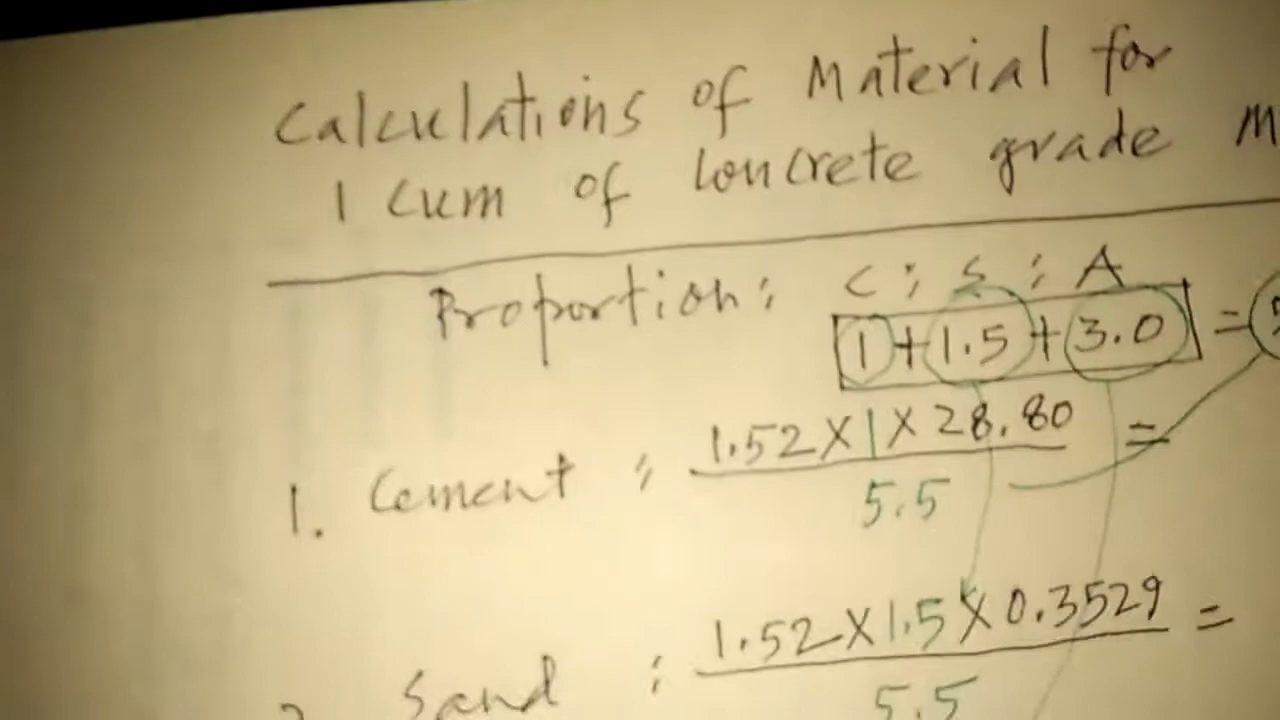 Calculations of Material for
1 cum of concrete grade M
Proportion: C : S : A
1 + 1.5 + 3.0 = 5
1. Cement : 1.52 X 1 X 28.80 =
5.5
Sand : 1.52 X 1.5 X 0.3529 =
5.5